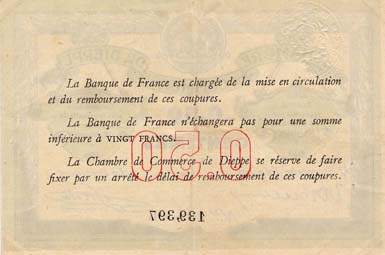 La Banque de France est chargée de la mise en circulation
et du remboursement de ces coupures.
La Banque de France n'échangera pas pour une somme
inférieure à VINGT FRANCS.
0,50
La Chambre de Commerce de Dieppe se réserve de faire
fixer par un arrêté le délai de remboursement de ces coupures.
139,397